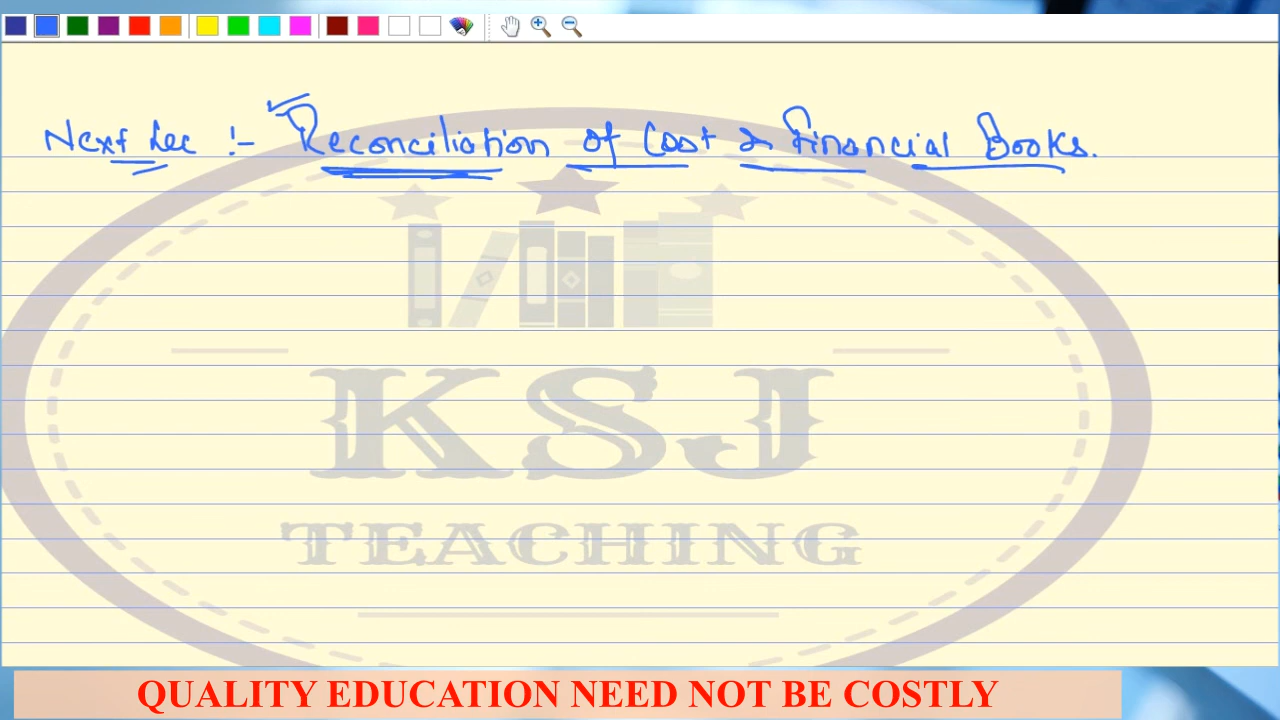 Next Lec :- Reconciliation of Cost & Financial Books.
KSJ
TEACHING
QUALITY EDUCATION NEED NOT BE COSTLY